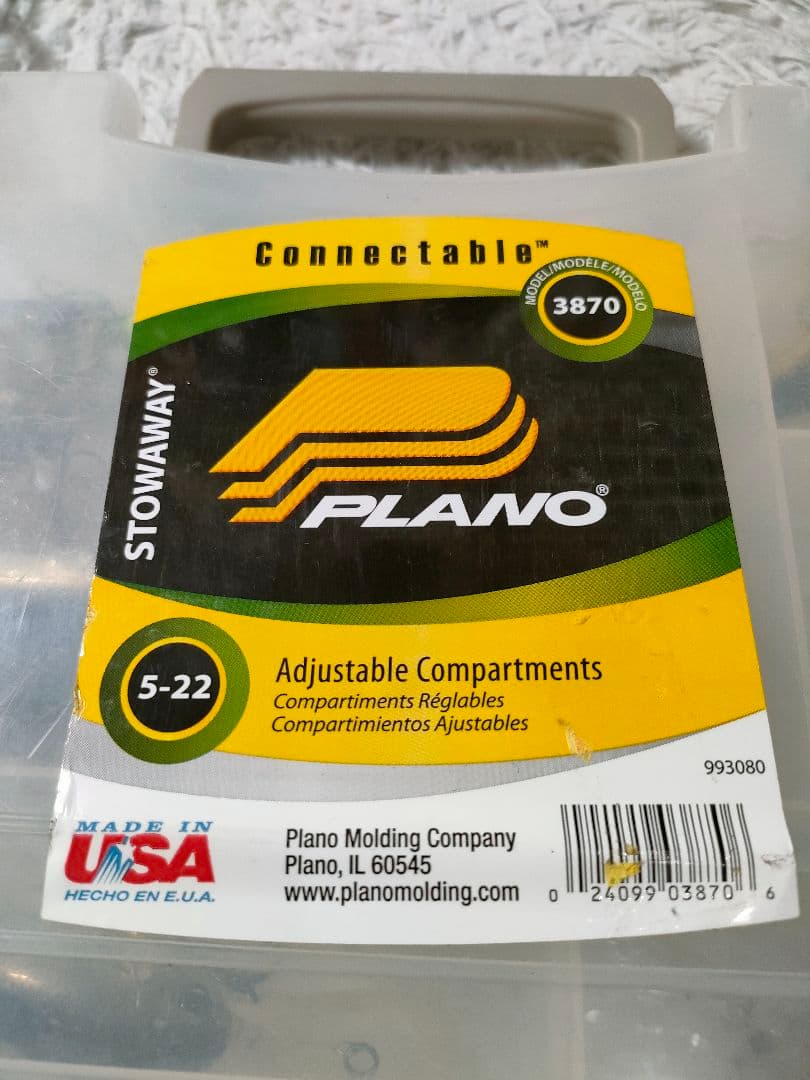 Connectable™
MODEL/MODÈLE/MODELO
3870
STOWAWAY®
PLANO®
5-22
Adjustable Compartments
Compartiments Réglables
Compartimientos Ajustables
993080
MADE IN
USA
HECHO EN E.U.A.
Plano Molding Company
Plano, IL 60545
www.planomolding.com
0 24099 03870 6